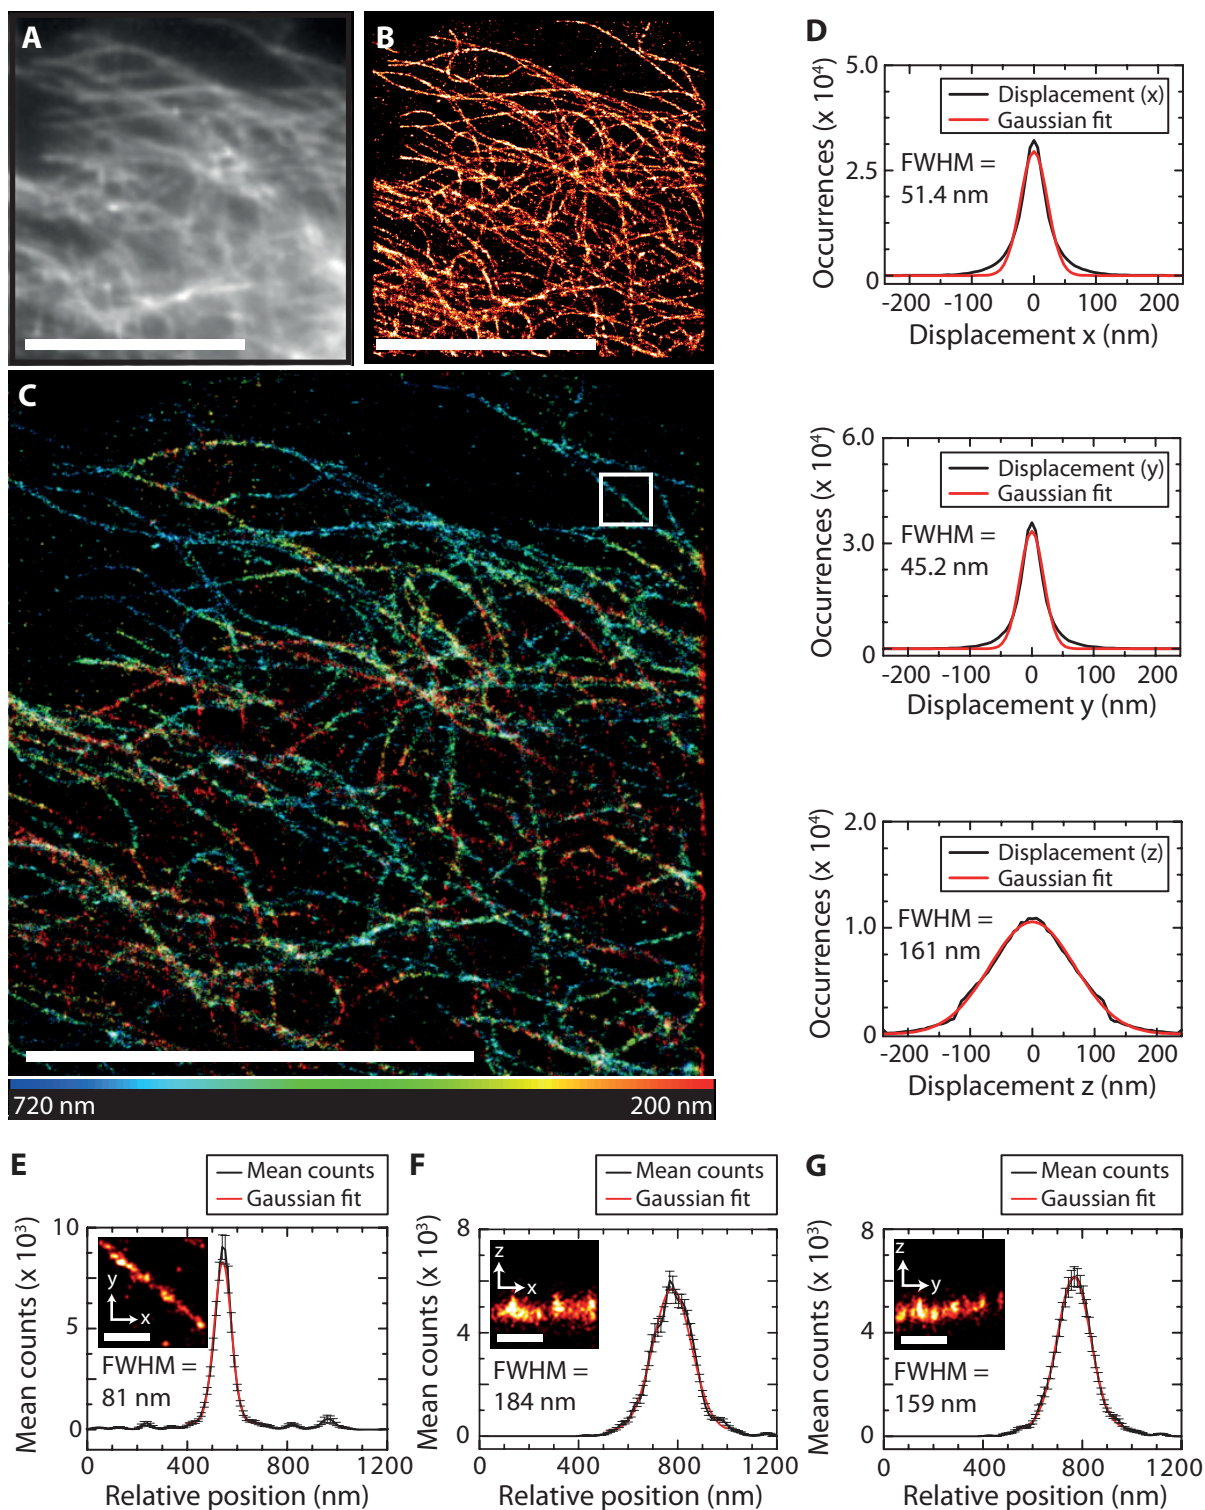 A
B
C
720 nm
200 nm
D
Occurrences (x 10⁴)
5.0
2.5
0
Displacement (x)
Gaussian fit
FWHM =
51.4 nm
-200 -100 0 100 200
Displacement x (nm)
Occurrences (x 10⁴)
6.0
3.0
0
Displacement (y)
Gaussian fit
FWHM =
45.2 nm
-200 -100 0 100 200
Displacement y (nm)
Occurrences (x 10⁴)
2.0
1.0
0
Displacement (z)
Gaussian fit
FWHM =
161 nm
-200 -100 0 100 200
Displacement z (nm)
E
Mean counts
Gaussian fit
Mean counts (x 10³)
10
5
0
y
x
FWHM =
81 nm
0 400 800 1200
Relative position (nm)
F
Mean counts
Gaussian fit
Mean counts (x 10³)
8
4
0
z
x
FWHM =
184 nm
0 400 800 1200
Relative position (nm)
G
Mean counts
Gaussian fit
Mean counts (x 10³)
8
4
0
z
y
FWHM =
159 nm
0 400 800 1200
Relative position (nm)